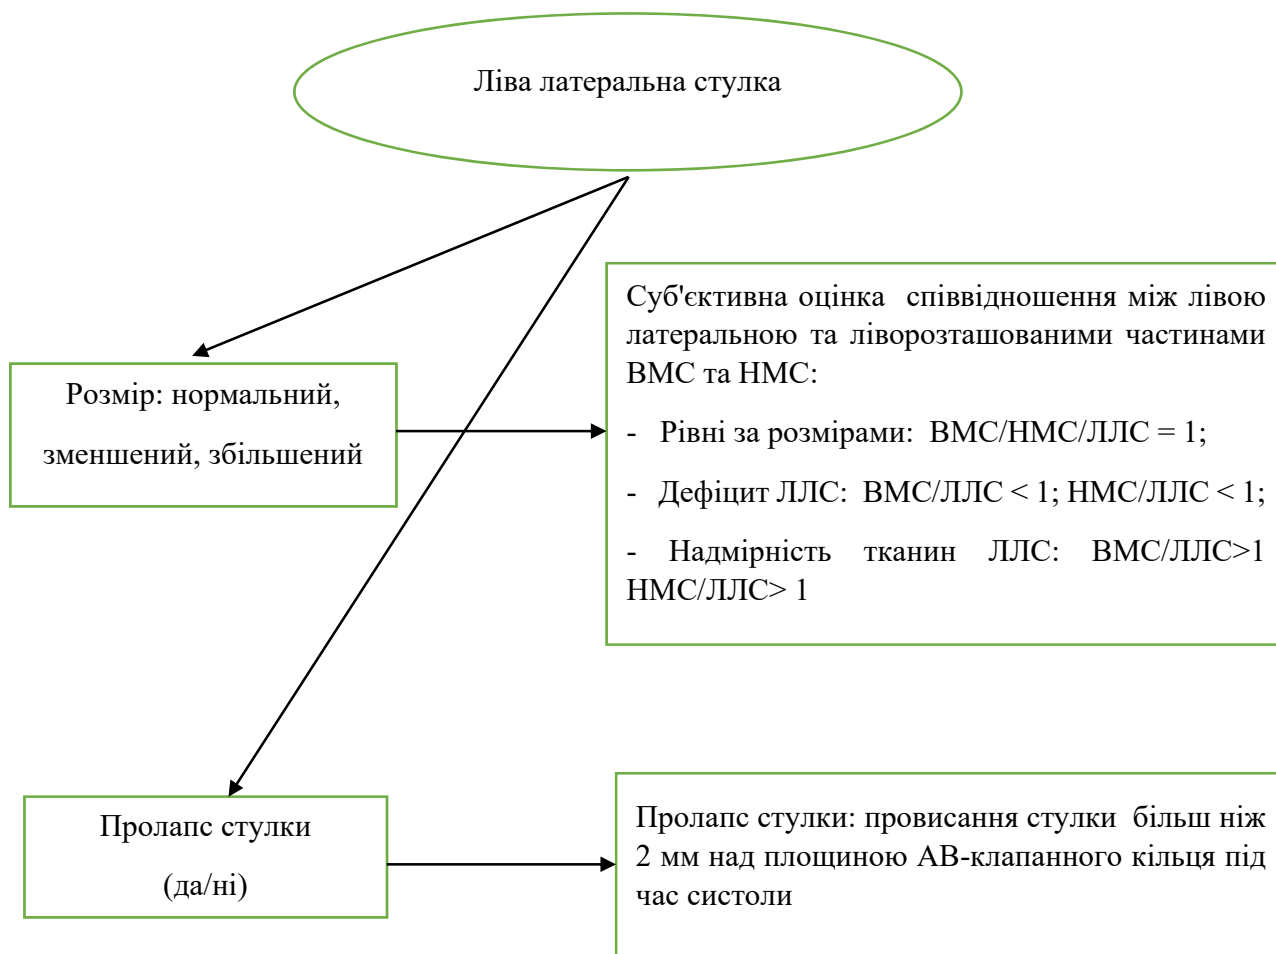 Ліва латеральна стулка
Розмір: нормальний,
зменшений, збільшений
Суб'єктивна оцінка співвідношення між лівою
латеральною та ліворозташованими частинами
ВМС та НМС:
- Рівні за розмірами: ВМС/НМС/ЛЛС = 1;
- Дефіцит ЛЛС: ВМС/ЛЛС < 1; НМС/ЛЛС < 1;
- Надмірність тканин ЛЛС: ВМС/ЛЛС>1
НМС/ЛЛС> 1
Пролапс стулки
(да/ні)
Пролапс стулки: провисання стулки більш ніж
2 мм над площиною АВ-клапанного кільця під
час систоли